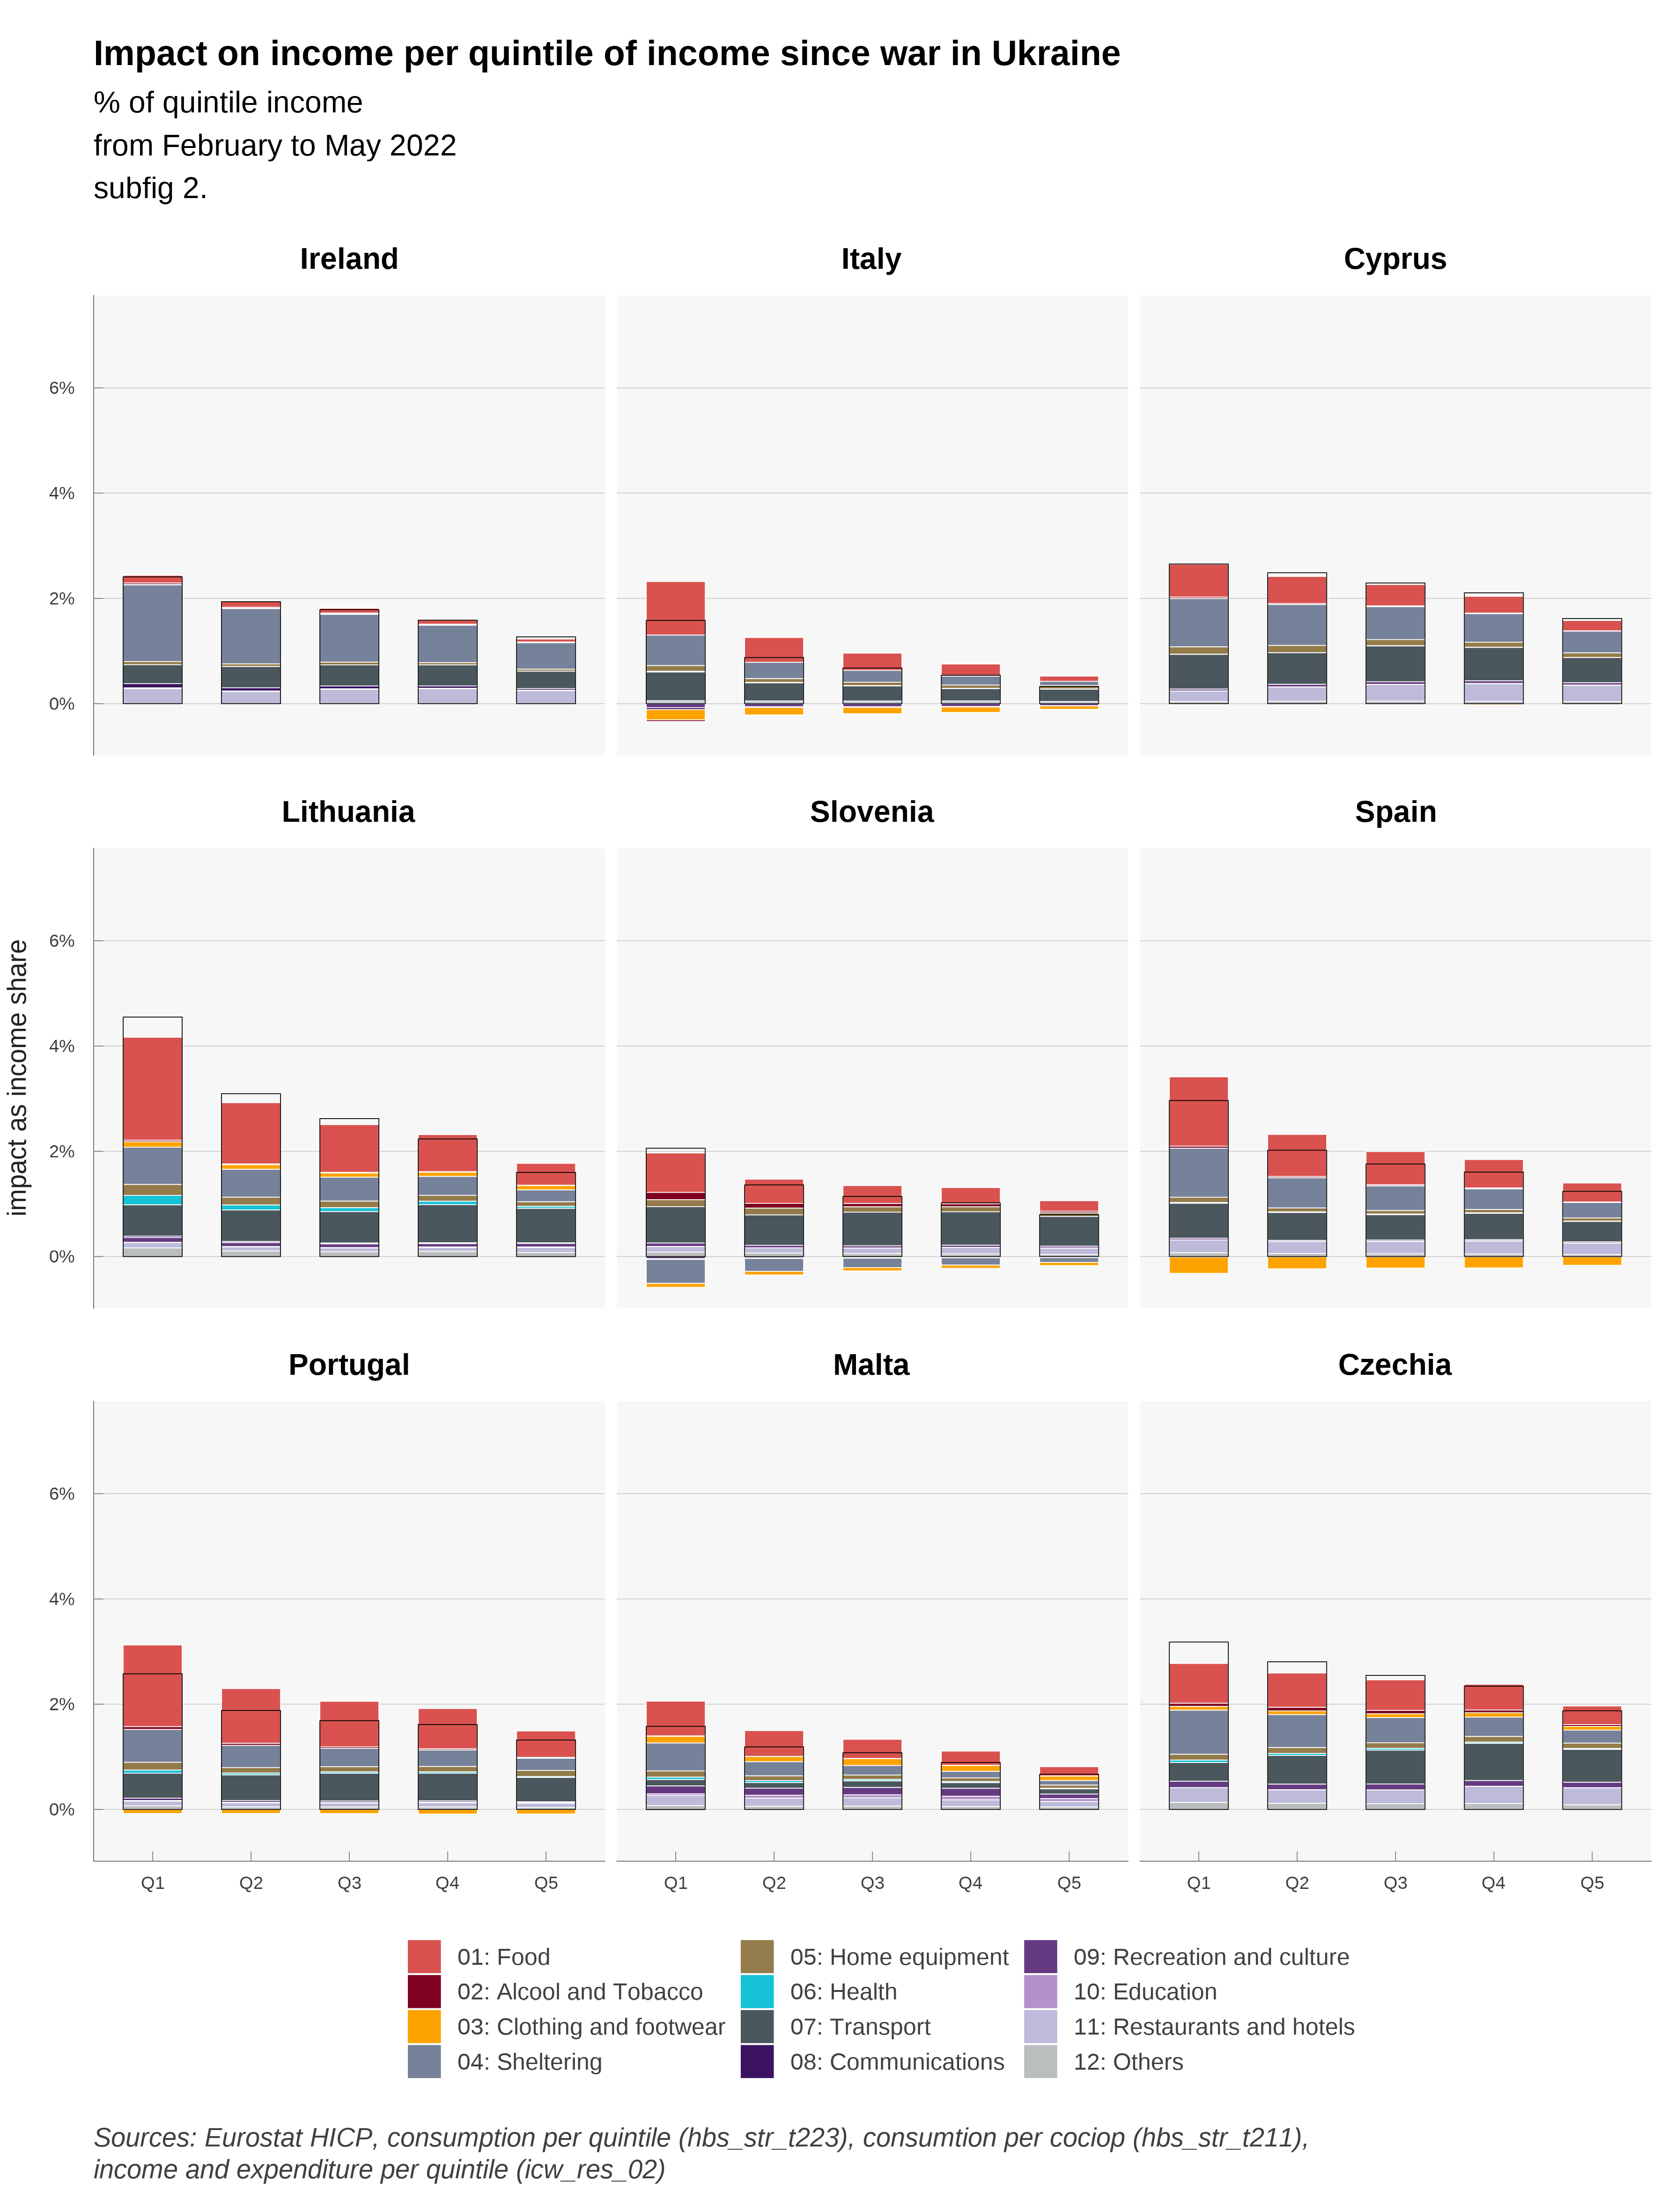 Impact on income per quintile of income since war in Ukraine
% of quintile income
from February to May 2022
subfig 2.
Ireland
Italy
Cyprus
6%
4%
2%
0%
Lithuania
Slovenia
Spain
impact as income share
6%
4%
2%
0%
Portugal
Malta
Czechia
6%
4%
2%
0%
Q1 Q2 Q3 Q4 Q5 Q1 Q2 Q3 Q4 Q5 Q1 Q2 Q3 Q4 Q5
01: Food
02: Alcool and Tobacco
03: Clothing and footwear
04: Sheltering
05: Home equipment
06: Health
07: Transport
08: Communications
09: Recreation and culture
10: Education
11: Restaurants and hotels
12: Others
Sources: Eurostat HICP, consumption per quintile (hbs_str_t223), consumtion per cociop (hbs_str_t211),
income and expenditure per quintile (icw_res_02)